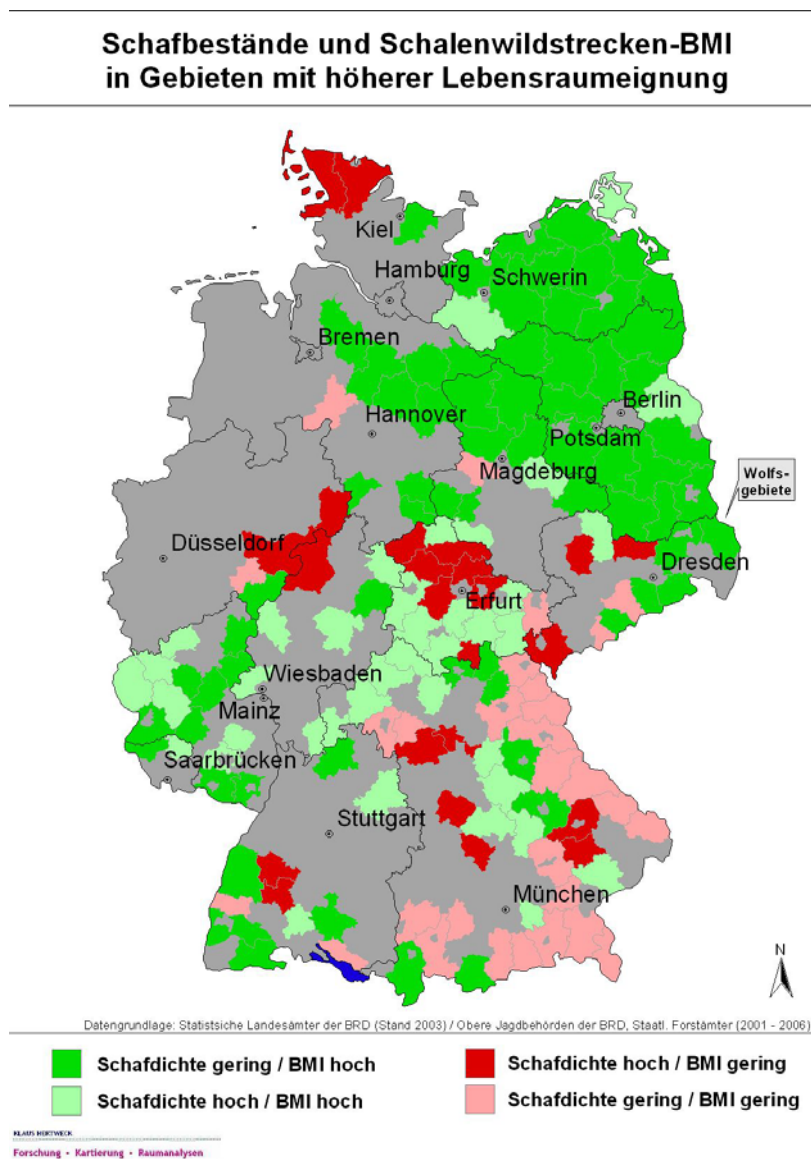 Schafbestände und Schalenwildstrecken-BMI
in Gebieten mit höherer Lebensraumeignung
Kiel
Hamburg
Schwerin
Bremen
Berlin
Hannover
Potsdam
Magdeburg
Wolfs-
gebiete
Düsseldorf
Dresden
Erfurt
Wiesbaden
Mainz
Saarbrücken
Stuttgart
München
N
Datengrundlage: Statistsiche Landesämter der BRD (Stand 2003) / Obere Jagdbehörden der BRD, Staatl. Forstämter (2001 - 2006)
Schafdichte gering / BMI hoch
Schafdichte hoch / BMI gering
Schafdichte hoch / BMI hoch
Schafdichte gering / BMI gering
KLAUS HERTWECK
Forschung - Kartierung - Raumanalysen